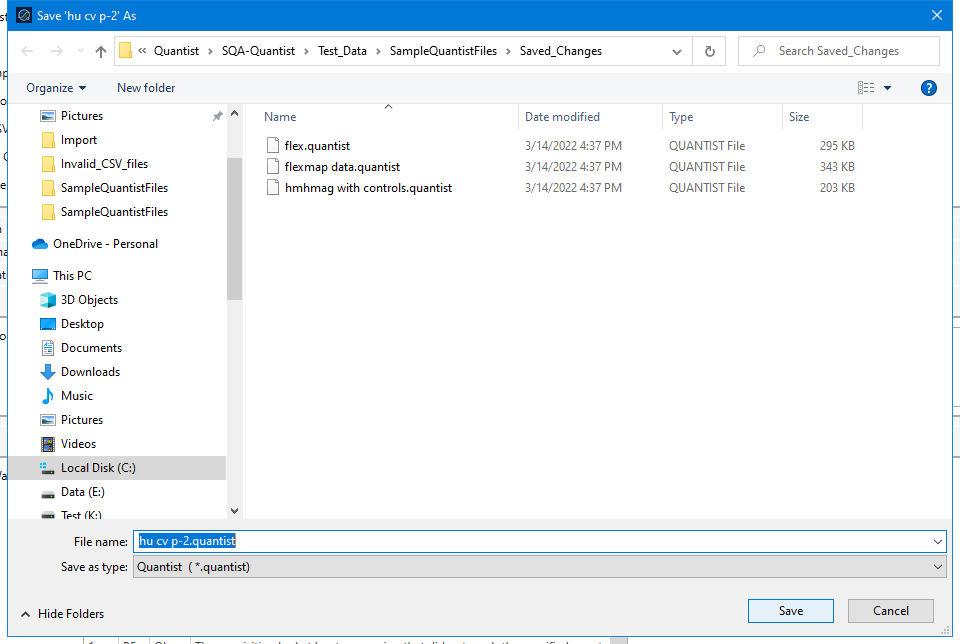 Save 'hu cv p-2' As
« Quantist > SQA-Quantist > Test_Data > SampleQuantistFiles > Saved_Changes
Search Saved_Changes
Organize
New folder
?
Pictures
Import
Invalid_CSV_files
SampleQuantistFiles
SampleQuantistFiles
OneDrive - Personal
This PC
3D Objects
Desktop
Documents
Downloads
Music
Pictures
Videos
Local Disk (C:)
Data (E:)
Test (K:)
Name Date modified Type Size
flex.quantist 3/14/2022 4:37 PM QUANTIST File 295 KB
flexmap data.quantist 3/14/2022 4:37 PM QUANTIST File 343 KB
hmhmag with controls.quantist 3/14/2022 4:37 PM QUANTIST File 203 KB
File name: hu cv p-2.quantist
Save as type: Quantist ( *.quantist)
Hide Folders
Save
Cancel